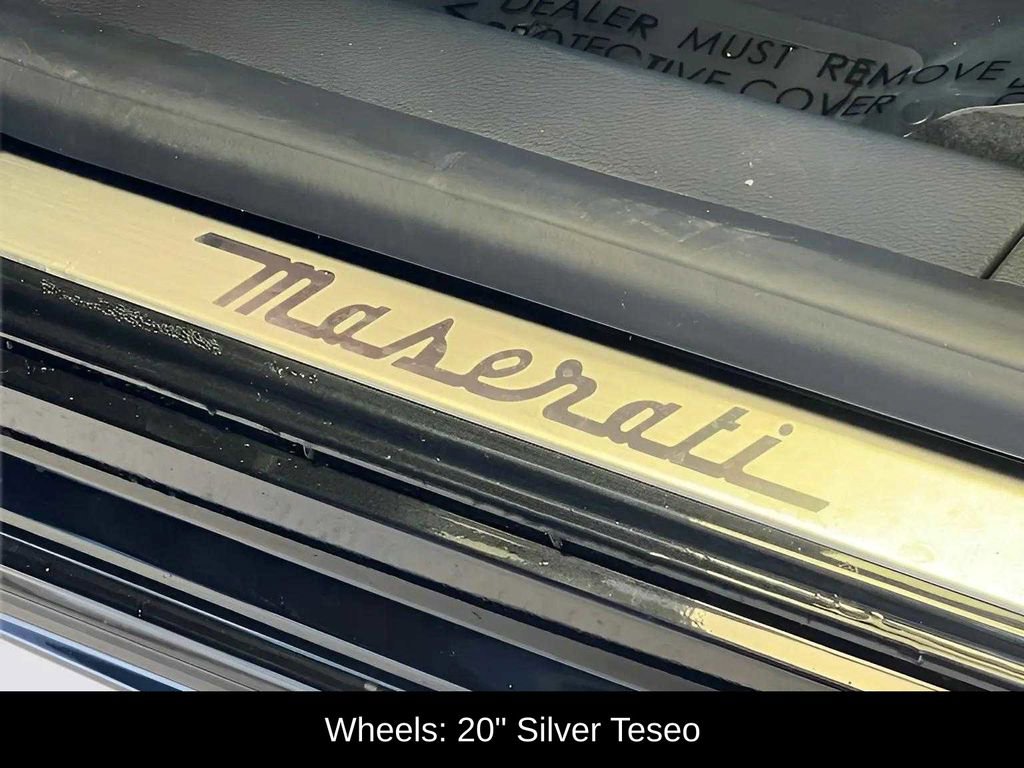 DEALER MUST REMOVE
PROTECTIVE COVER
Maserati
Wheels: 20" Silver Teseo